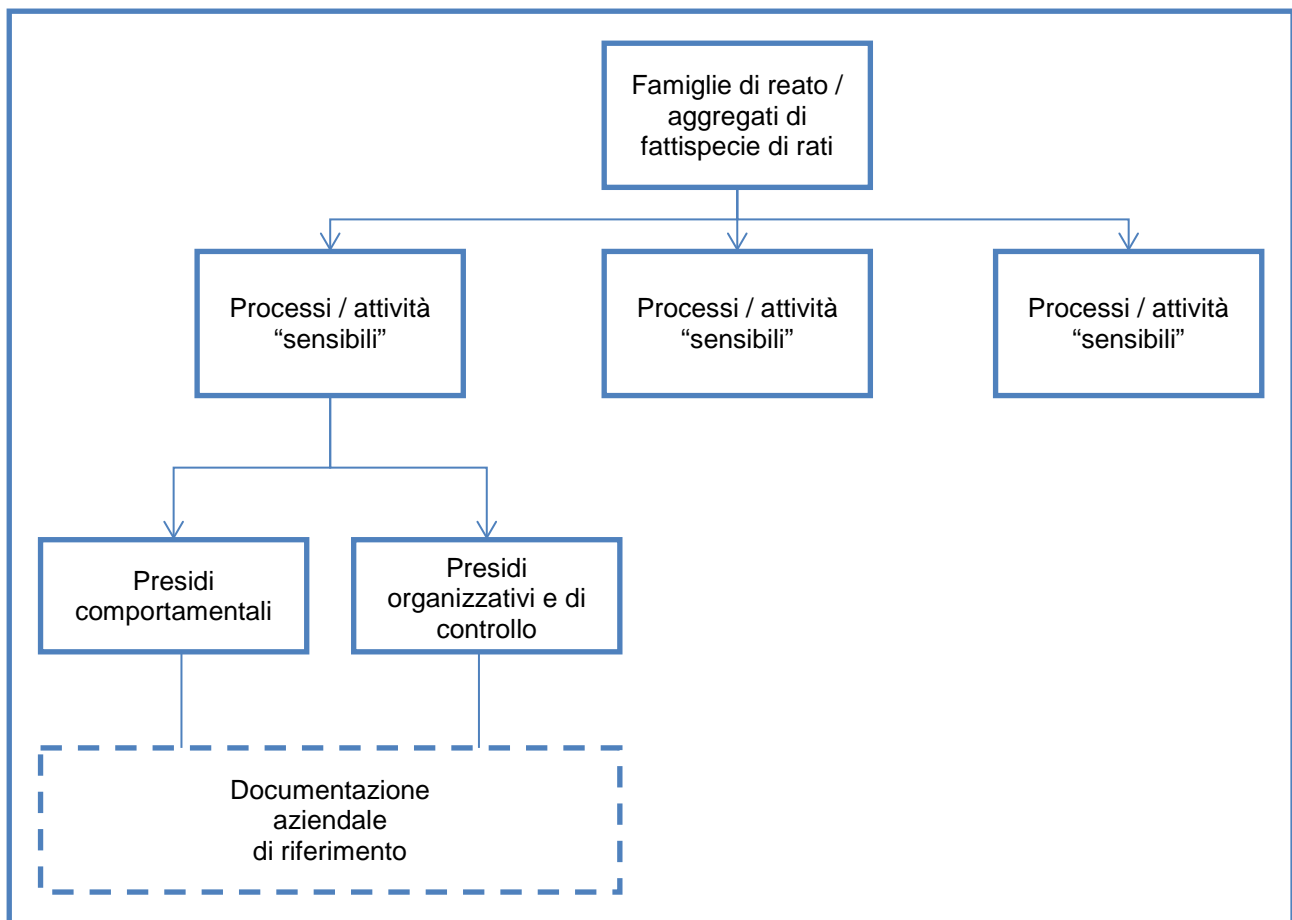 Famiglie di reato /
aggregati di
fattispecie di rati
Processi / attività
“sensibili”
Processi / attività
“sensibili”
Processi / attività
“sensibili”
Presidi
comportamentali
Presidi
organizzativi e di
controllo
Documentazione
aziendale
di riferimento